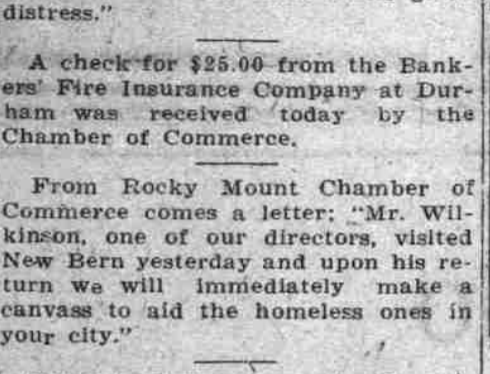 distress."
A check for $25.00 from the Bank-
ers' Fire Insurance Company at Dur-
ham was received today by the
Chamber of Commerce.
From Rocky Mount Chamber of
Commerce comes a letter: "Mr. Wil-
kinson, one of our directors, visited
New Bern yesterday and upon his re-
turn we will immediately make a
canvass to aid the homeless ones in
your city."